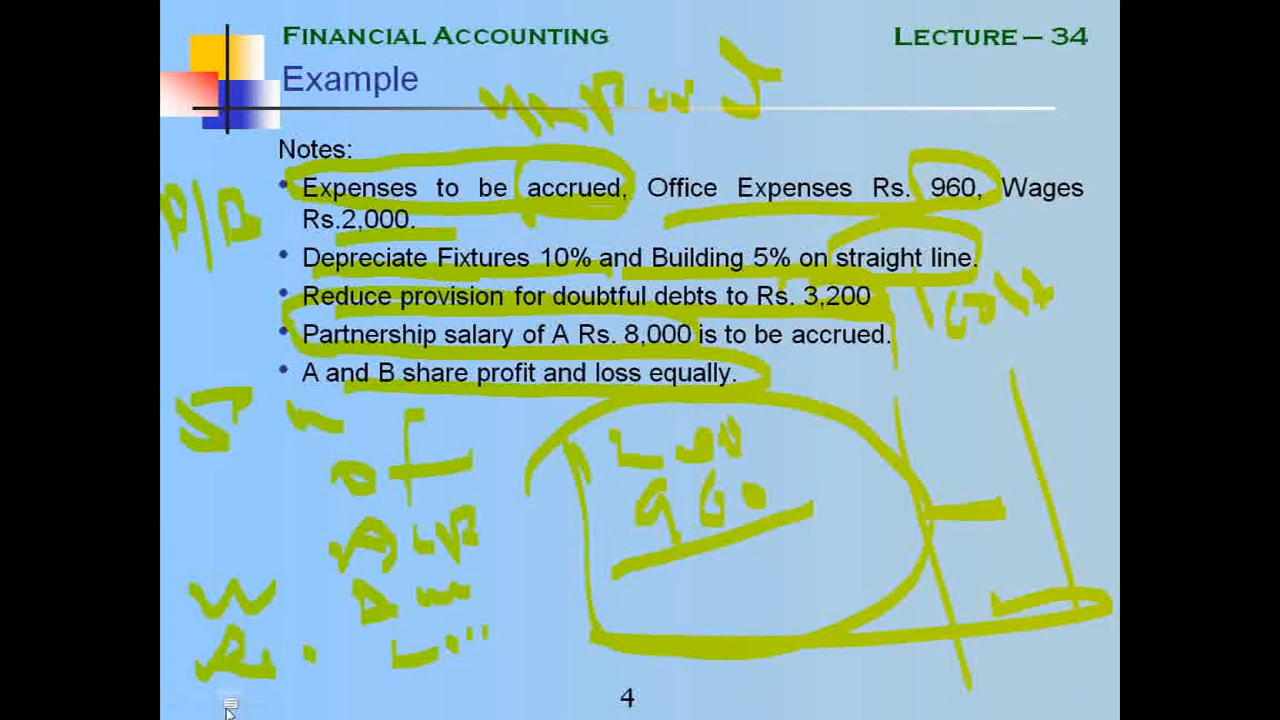 FINANCIAL ACCOUNTING LECTURE – 34
Example
Notes:
• Expenses to be accrued, Office Expenses Rs. 960, Wages
Rs.2,000.
• Depreciate Fixtures 10% and Building 5% on straight line.
• Reduce provision for doubtful debts to Rs. 3,200
• Partnership salary of A Rs. 8,000 is to be accrued.
• A and B share profit and loss equally.
960
4